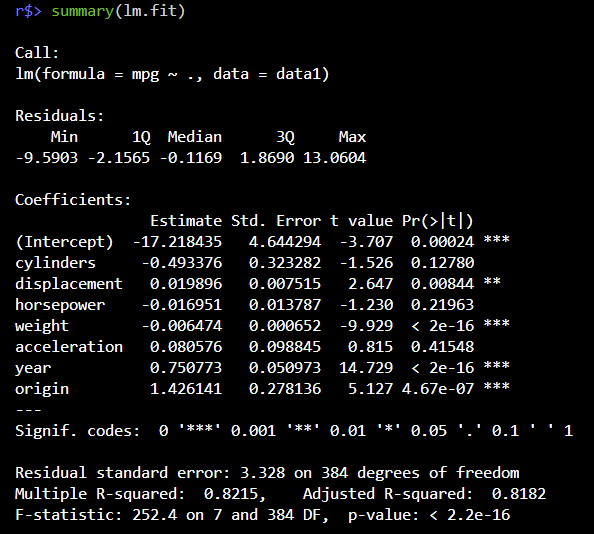 r$> summary(lm.fit)

Call:
lm(formula = mpg ~ ., data = data1)

Residuals:
    Min      1Q  Median      3Q     Max
-9.5903 -2.1565 -0.1169  1.8690 13.0604

Coefficients:
               Estimate Std. Error t value Pr(>|t|)
(Intercept)  -17.218435   4.644294  -3.707  0.00024 ***
cylinders     -0.493376   0.323282  -1.526  0.12780
displacement   0.019896   0.007515   2.647  0.00844 **
horsepower    -0.016951   0.013787  -1.230  0.21963
weight        -0.006474   0.000652  -9.929  < 2e-16 ***
acceleration   0.080576   0.098845   0.815  0.41548
year           0.750773   0.050973  14.729  < 2e-16 ***
origin         1.426141   0.278136   5.127 4.67e-07 ***
---
Signif. codes:  0 '***' 0.001 '**' 0.01 '*' 0.05 '.' 0.1 ' ' 1

Residual standard error: 3.328 on 384 degrees of freedom
Multiple R-squared:  0.8215,    Adjusted R-squared:  0.8182
F-statistic: 252.4 on 7 and 384 DF,  p-value: < 2.2e-16